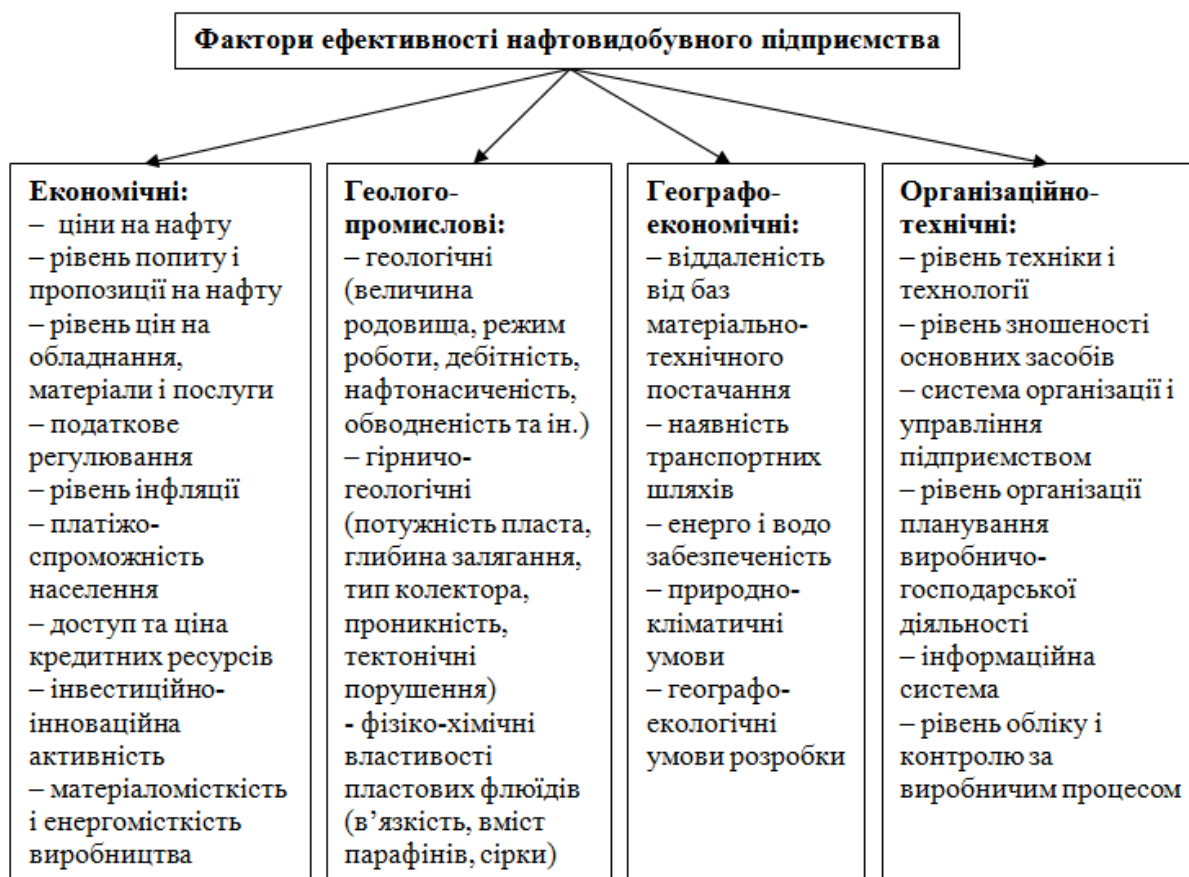 Фактори ефективності нафтовидобувного підприємства
Економічні:
– ціни на нафту
– рівень попиту і
пропозиції на нафту
– рівень цін на
обладнання,
матеріали і послуги
– податкове
регулювання
– рівень інфляції
– платіжо-
спроможність
населення
– доступ та ціна
кредитних ресурсів
– інвестиційно-
інноваційна
активність
– матеріаломісткість
і енергомісткість
виробництва
Геолого-
промислові:
– геологічні
(величина
родовища, режим
роботи, дебітність,
нафтонасиченість,
обводненість та ін.)
– гірничо-
геологічні
(потужність пласта,
глибина залягання,
тип колектора,
проникність,
тектонічні
порушення)
- фізіко-хімічні
властивості
пластових флюїдів
(в’язкість, вміст
парафінів, сірки)
Географо-
економічні:
– віддаленість
від баз
матеріально-
технічного
постачання
– наявність
транспортних
шляхів
– енерго і водо
забезпеченість
– природно-
кліматичні
умови
– географо-
екологічні
умови розробки
Організаційно-
технічні:
– рівень техніки і
технології
– рівень зношеності
основних засобів
– система організації і
управління
підприємством
– рівень організації
планування
виробничо-
господарської
діяльності
– інформаційна
система
– рівень обліку і
контролю за
виробничим процесом